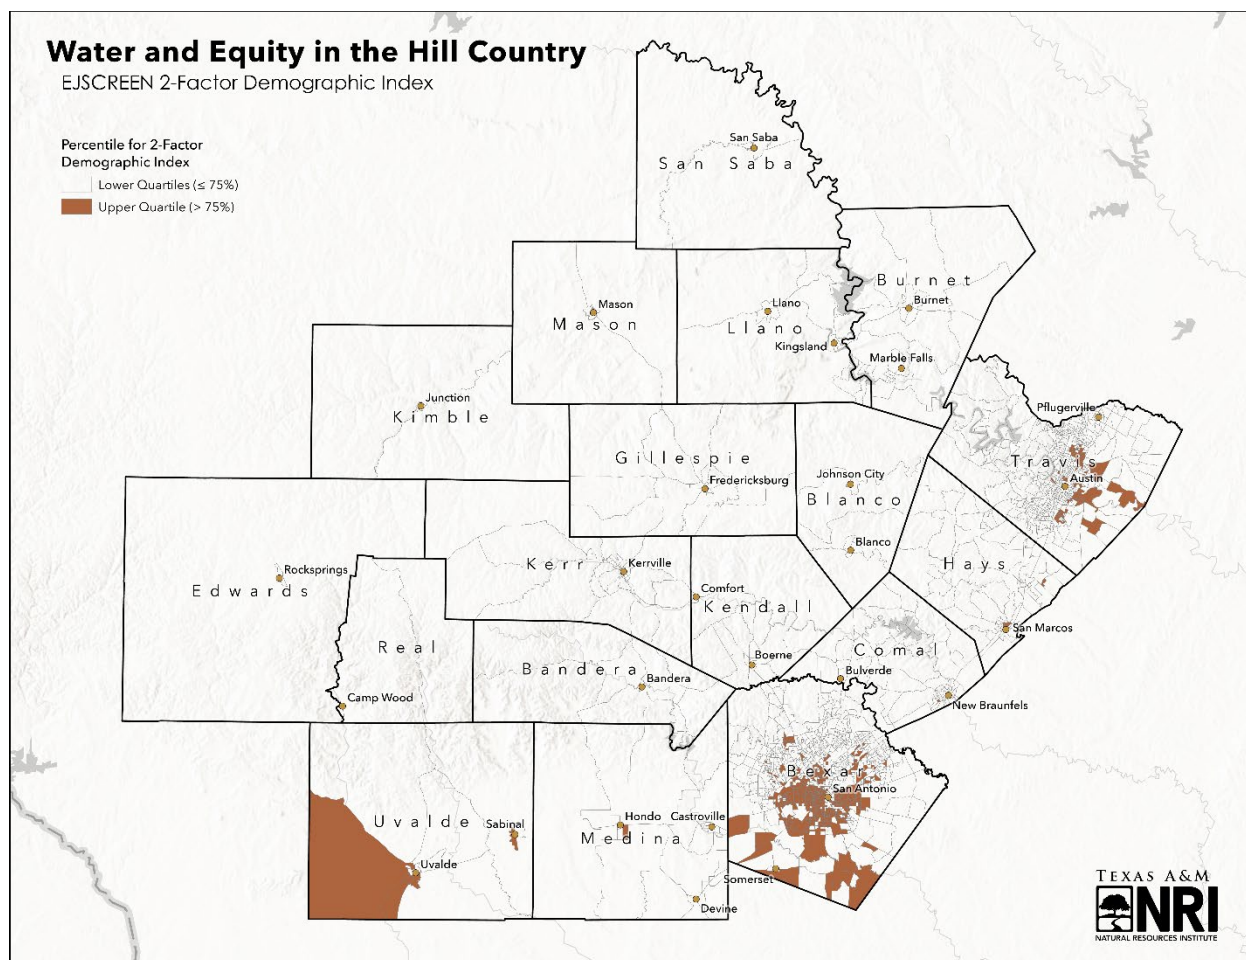 Water and Equity in the Hill Country
EJSCREEN 2-Factor Demographic Index
Percentile for 2-Factor
Demographic Index
Lower Quartiles (≤ 75%)
Upper Quartile (> 75%)
San Saba
San Saba
Burnet
Burnet
Mason
Mason
Llano
Llano
Kingsland
Marble Falls
Junction
Kimble
Pflugerville
Travis
Austin
Gillespie
Fredericksburg
Johnson City
Blanco
Blanco
Hays
Kerr
Kerrville
Rocksprings
Edwards
Comfort
Kendall
San Marcos
Real
Comal
Boerne
Bandera
Bandera
Bulverde
Camp Wood
New Braunfels
Bexar
San Antonio
Uvalde
Sabinal
Hondo
Castroville
Medina
Uvalde
Somerset
Devine
TEXAS A&M
NRI
NATURAL RESOURCES INSTITUTE